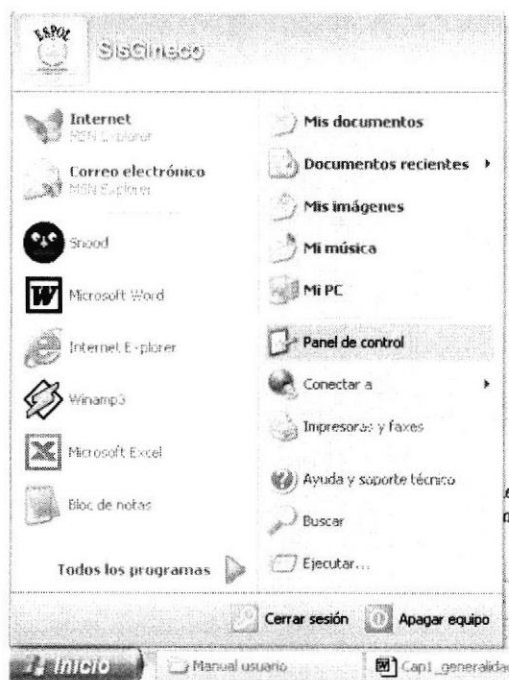 ESPOL
SisGineco
Internet
MSN Explorer
Correo electrónico
MSN Explorer
Snood
Microsoft Word
Internet Explorer
Winamp3
Microsoft Excel
Bloc de notas
Todos los programas
Mis documentos
Documentos recientes
Mis imágenes
Mi música
Mi PC
Panel de control
Conectar a
Impresoras y faxes
Ayuda y soporte técnico
Buscar
Ejecutar...
Cerrar sesión
Apagar equipo
Inicio
Manual usuario
Cap1_generalidad